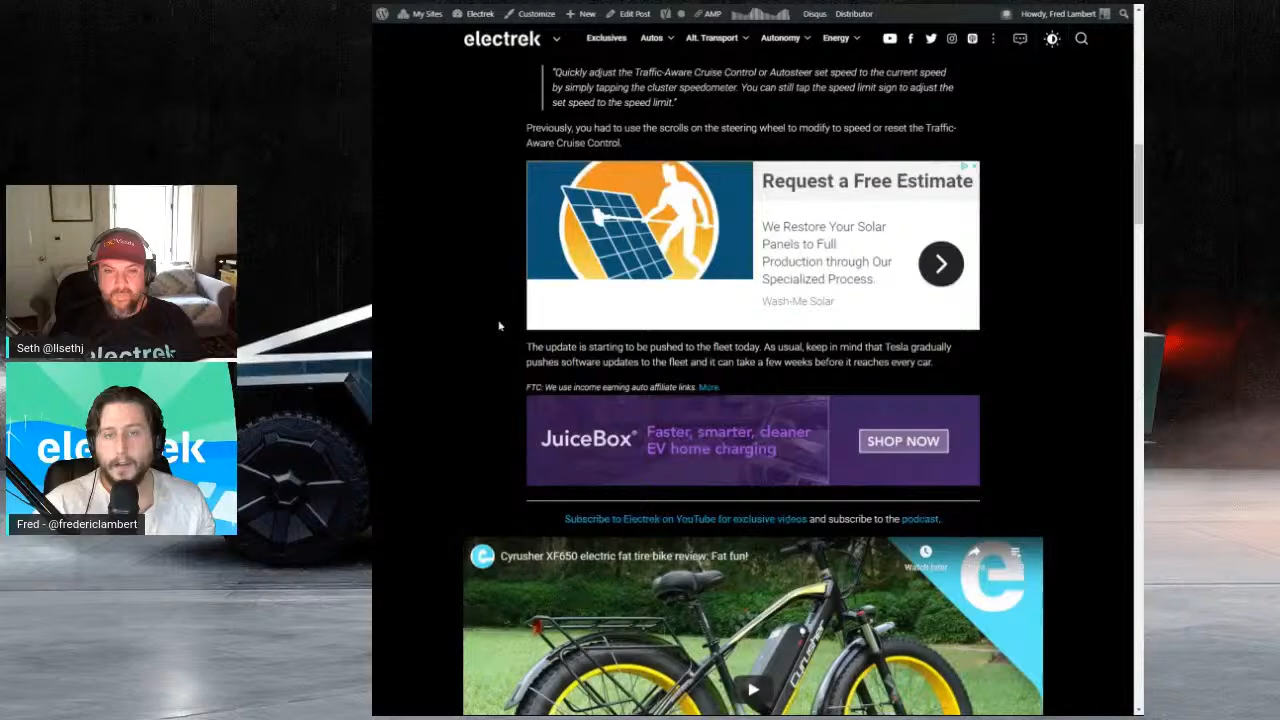 My Sites Electrek Customize New Edit Post AMP Disqus Distributor Howdy, Fred Lambert
electrek Exclusives Autos Alt. Transport Autonomy Energy
"Quickly adjust the Traffic-Aware Cruise Control or Autosteer set speed to the current speed
by simply tapping the cluster speedometer. You can still tap the speed limit sign to adjust the
set speed to the speed limit."
Previously, you had to use the scrolls on the steering wheel to modify to speed or reset the Traffic-
Aware Cruise Control.
Request a Free Estimate
We Restore Your Solar
Panels to Full
Production through Our
Specialized Process.
Wash-Me Solar
The update is starting to be pushed to the fleet today. As usual, keep in mind that Tesla gradually
pushes software updates to the fleet and it can take a few weeks before it reaches every car.
FTC: We use income earning auto affiliate links. More.
JuiceBox® Faster, smarter, cleaner
EV home charging
SHOP NOW
Subscribe to Electrek on YouTube for exclusive videos and subscribe to the podcast.
Cyrusher XF650 electric fat tire bike review: Fat fun!
Watch later
e
Cyrusher
electrek
Seth @llsethj
ele rek
Fred - @fredericlambert